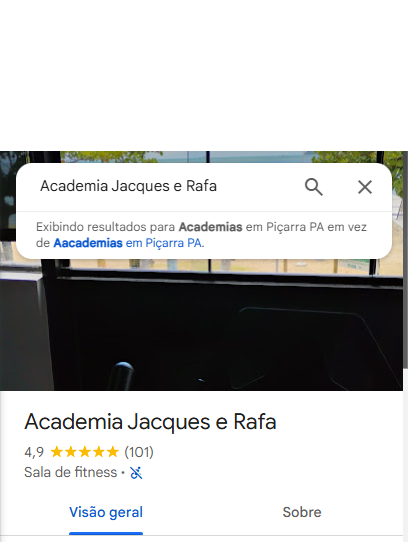 Academia Jacques e Rafa
Exibindo resultados para Academias em Piçarra PA em vez
de Aacademias em Piçarra PA.
Academia Jacques e Rafa
4,9 (101)
Sala de fitness ·
Visão geral Sobre